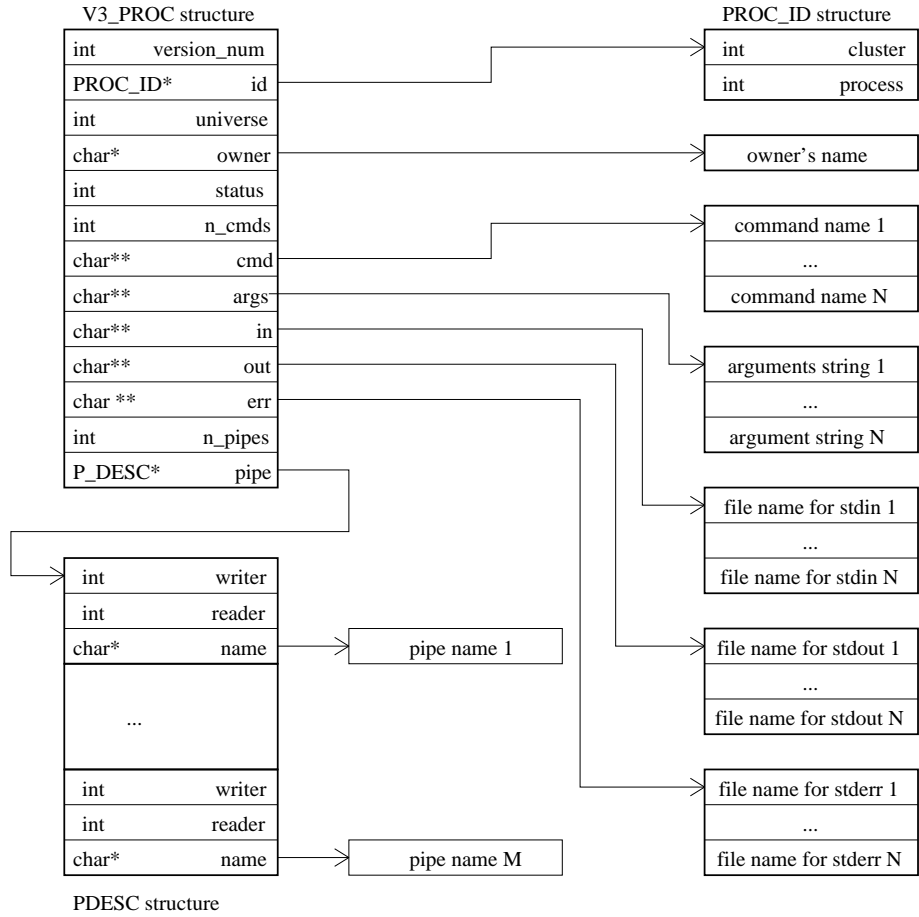 V3_PROC structure
int version_num
PROC_ID* id
int universe
char* owner
int status
int n_cmds
char** cmd
char** args
char** in
char** out
char ** err
int n_pipes
P_DESC* pipe
PROC_ID structure
int cluster
int process
owner's name
command name 1
...
command name N
arguments string 1
...
argument string N
file name for stdin 1
...
file name for stdin N
file name for stdout 1
...
file name for stdout N
file name for stderr 1
...
file name for stderr N
int writer
int reader
char* name
pipe name 1
...
int writer
int reader
char* name
pipe name M
PDESC structure